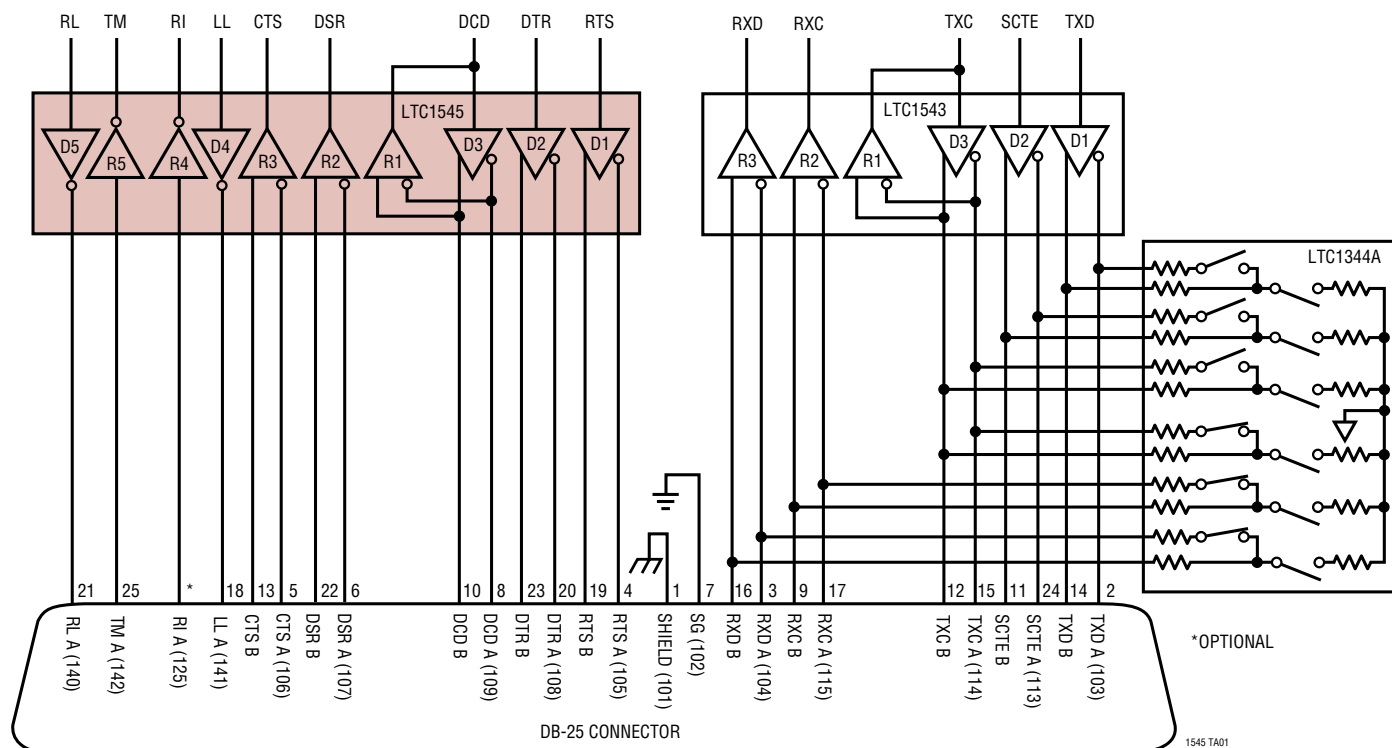 RL TM RI LL CTS DSR DCD DTR RTS RXD RXC TXC SCTE TXD
LTC1545
D5 R5 R4 D4 R3 R2 R1 D3 D2 D1
LTC1543
R3 R2 R1 D3 D2 D1
LTC1344A
21 25 * 18 13 5 22 6 10 8 23 20 19 4 1 7 16 3 9 17 12 15 11 24 14 2
RL A (140)
TM A (142)
RI A (125)
LL A (141)
CTS B
CTS A (106)
DSR B
DSR A (107)
DCD B
DCD A (109)
DTR B
DTR A (108)
RTS B
RTS A (105)
SHIELD (101)
SG (102)
RXD B
RXD A (104)
RXC B
RXC A (115)
TXC B
TXC A (114)
SCTE B
SCTE A (113)
TXD B
TXD A (103)
*OPTIONAL
DB-25 CONNECTOR
1545 TA01